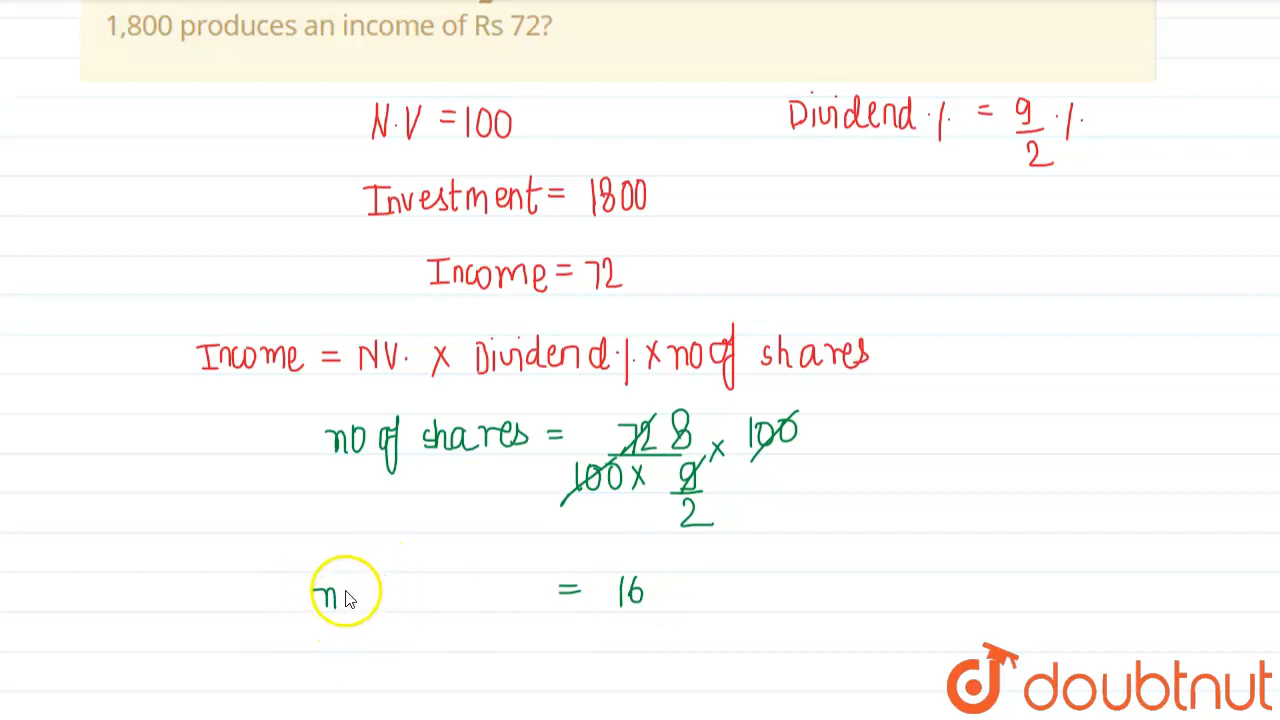 1,800 produces an income of Rs 72?
N.V = 100
Dividend % = 9/2 %
Investment = 1800
Income = 72
Income = NV. × Dividend % × no of shares
no of shares = 72 8 / 100 × 9/2 × 100
n = 16
doubtnut